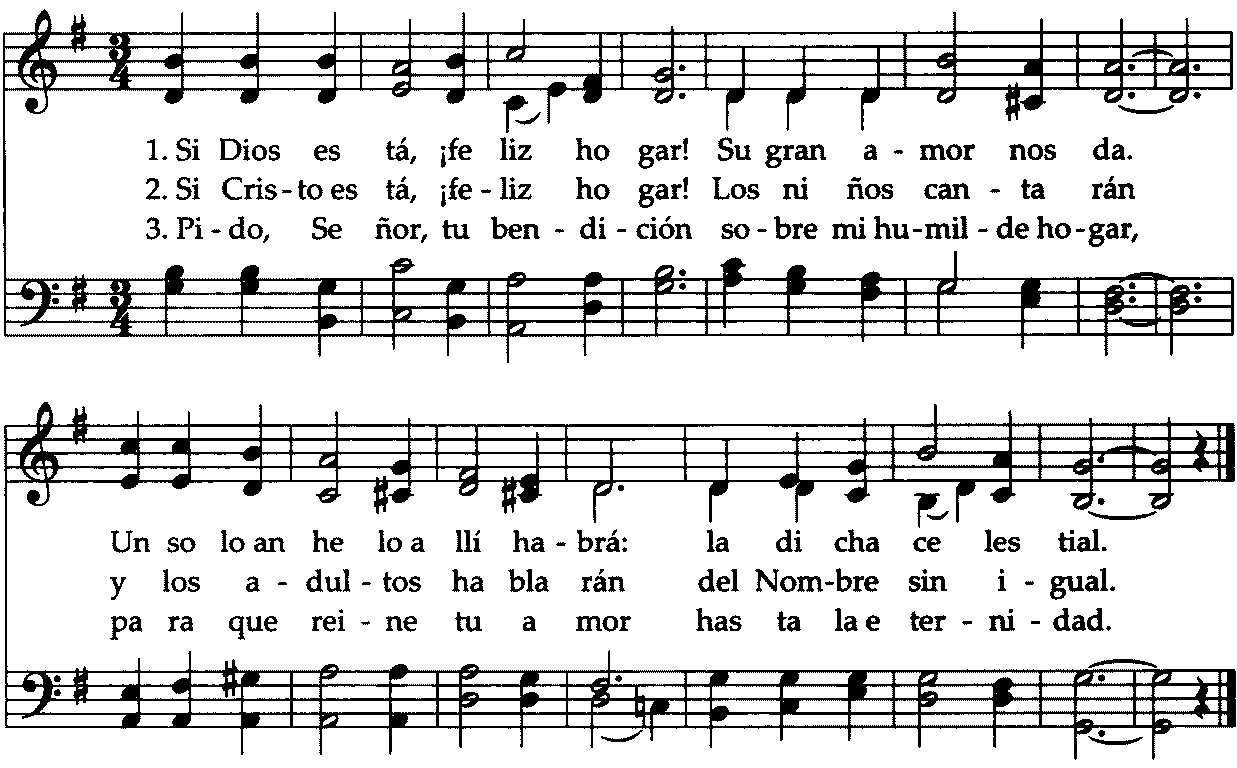 3
4
1. Si Dios es tá, ¡fe liz ho gar! Su gran a - mor nos da.
2. Si Cris - to es tá, ¡fe - liz ho gar! Los ni ños can - ta rán
3. Pi - do, Se ñor, tu ben - di - ción so - bre mi hu - mil - de ho - gar,
3
4
Un so lo an he lo a llí ha - brá: la di cha ce les tial.
y los a - dul - tos ha bla rán del Nom - bre sin i - gual.
pa ra que rei - ne tu a mor has ta la e ter - ni - dad.